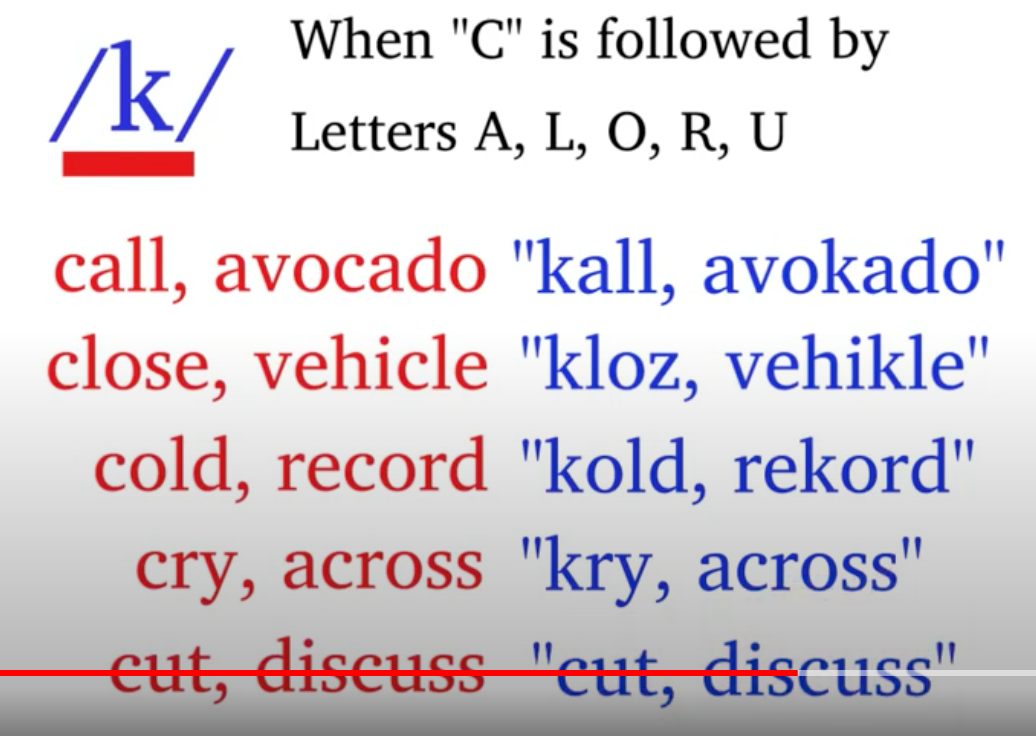 /k/
When "C" is followed by
Letters A, L, O, R, U
call, avocado "kall, avokado"
close, vehicle "kloz, vehikle"
cold, record "kold, rekord"
cry, across "kry, across"
cut, discuss "cut, discuss"